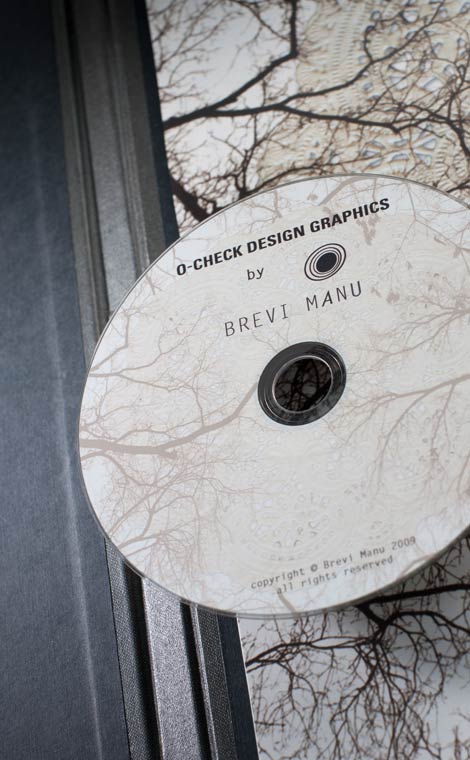 O-CHECK DESIGN GRAPHICS
by
BREVI MANU
copyright © Brevi Manu 2009
all rights reserved